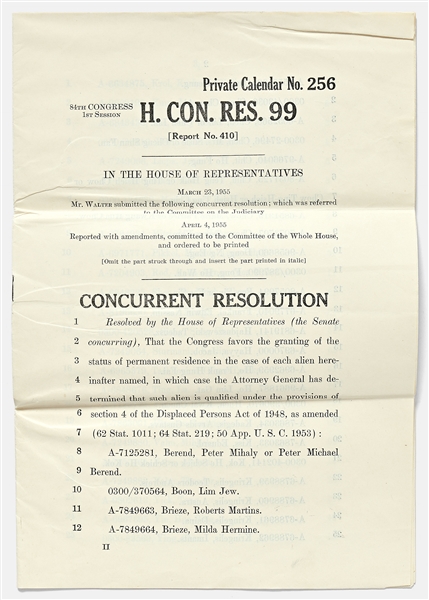 Private Calendar No. 256
84TH CONGRESS
1ST SESSION
H. CON. RES. 99
[Report No. 410]
IN THE HOUSE OF REPRESENTATIVES
MARCH 23, 1955
Mr. WALTER submitted the following concurrent resolution; which was referred
to the Committee on the Judiciary
APRIL 4, 1955
Reported with amendments, committed to the Committee of the Whole House,
and ordered to be printed
[Omit the part struck through and insert the part printed in italic]
CONCURRENT RESOLUTION
1 Resolved by the House of Representatives (the Senate
2 concurring), That the Congress favors the granting of the
3 status of permanent residence in the case of each alien here-
4 inafter named, in which case the Attorney General has de-
5 termined that such alien is qualified under the provisions of
6 section 4 of the Displaced Persons Act of 1948, as amended
7 (62 Stat. 1011; 64 Stat. 219; 50 App. U. S. C. 1953):
8 A-7125281, Berend, Peter Mihaly or Peter Michael
9 Berend.
10 0300/370564, Boon, Lim Jew.
11 A-7849663, Brieze, Roberts Martins.
12 A-7849664, Brieze, Milda Hermine.
II